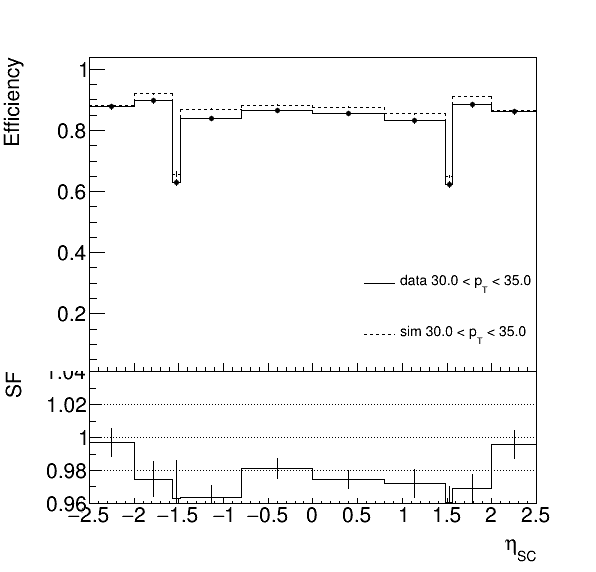 Efficiency
1
0.8
0.6
0.4
0.2
data 30.0 < p_T < 35.0
sim 30.0 < p_T < 35.0
SF
1.04
1.02
1
0.98
0.96
−2.5 −2 −1.5 −1 −0.5 0 0.5 1 1.5 2 2.5
η_SC